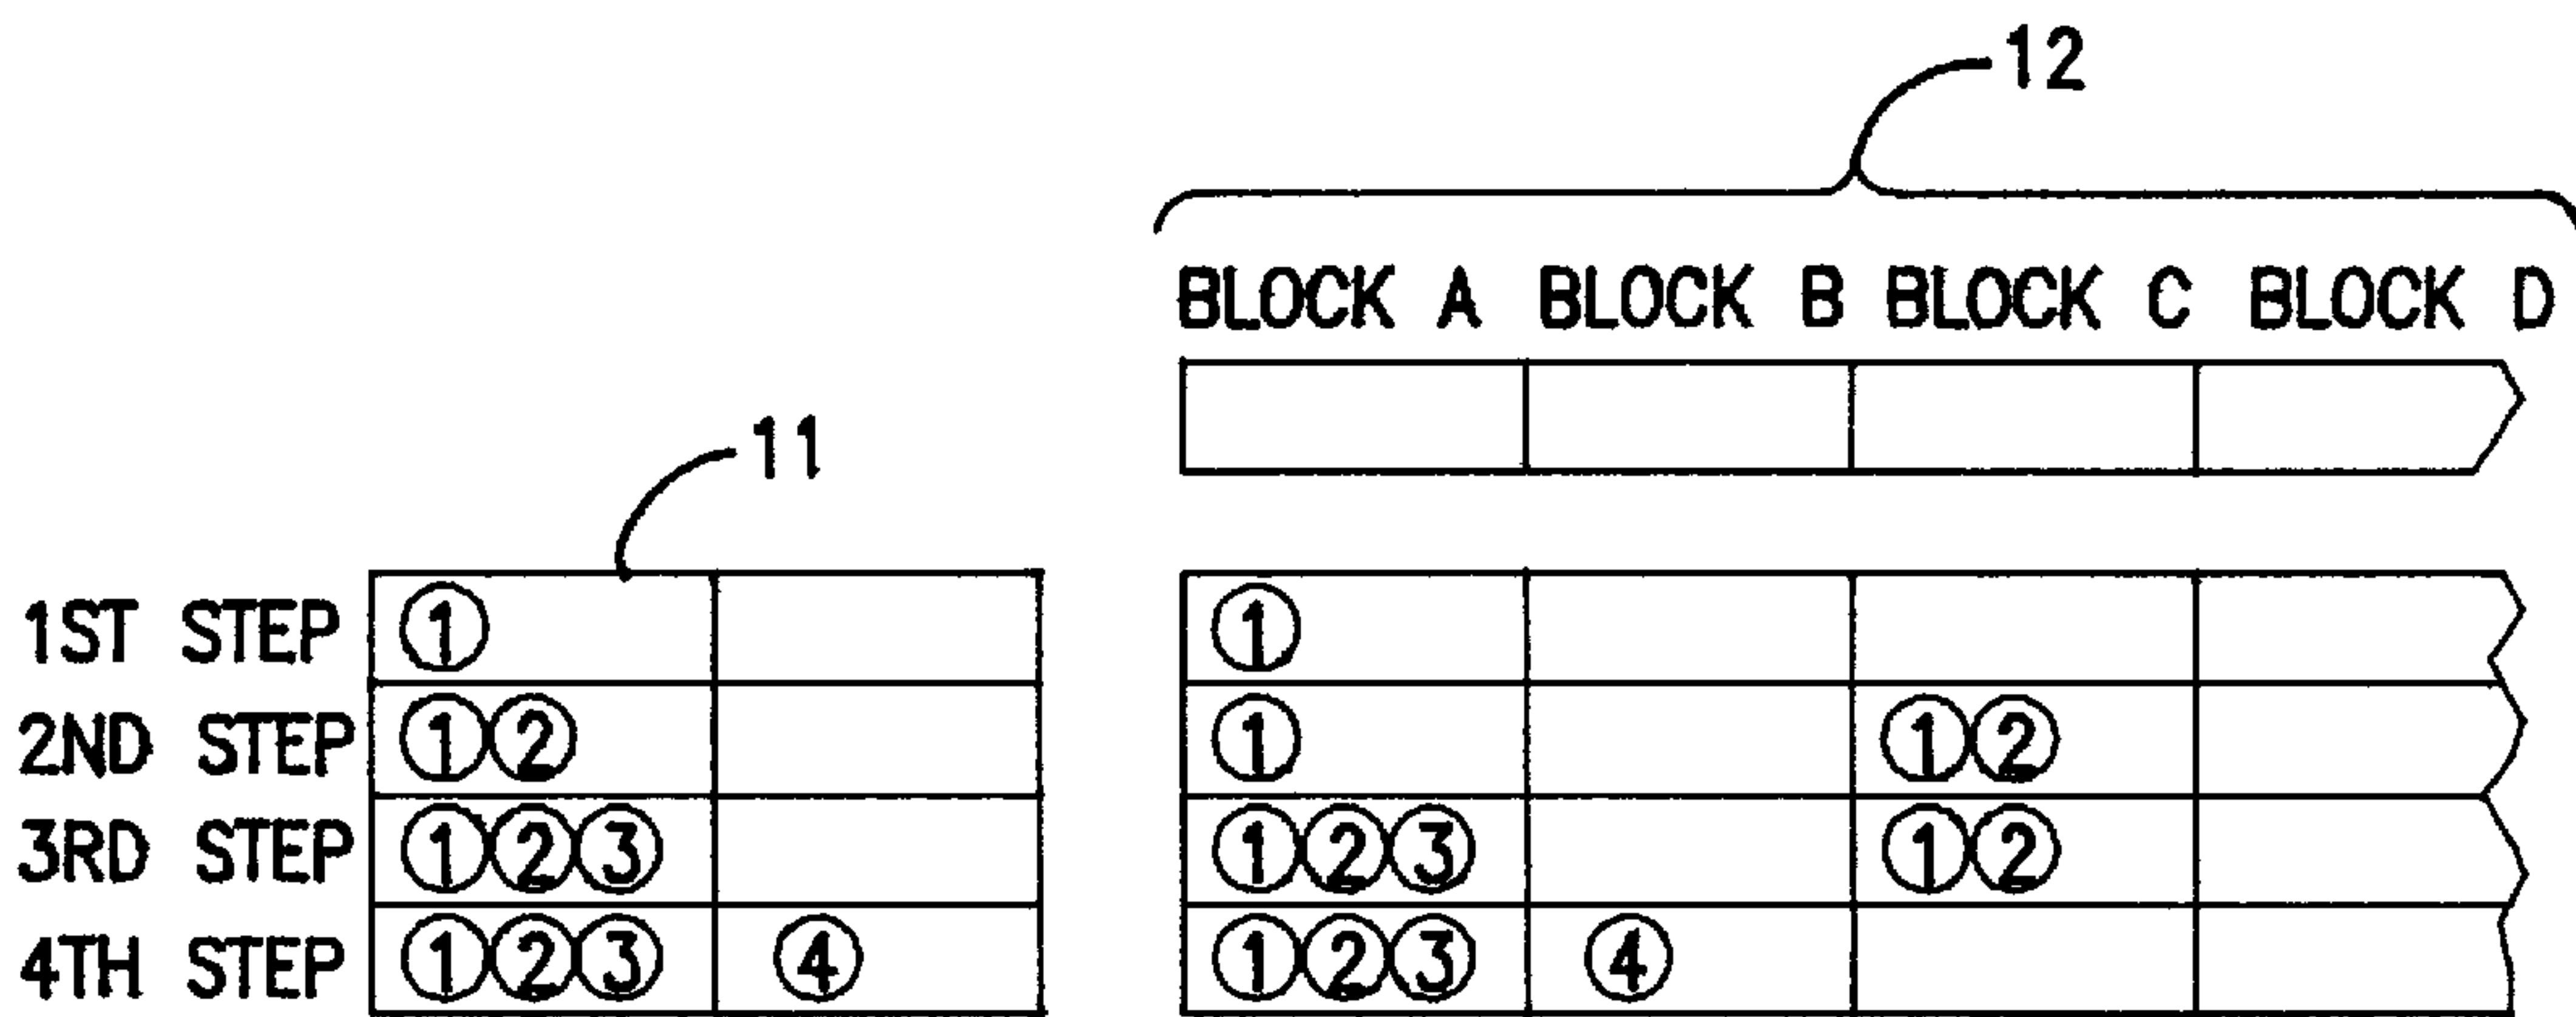 12
BLOCK A BLOCK B BLOCK C BLOCK D
11
1ST STEP ① ①
2ND STEP ①② ① ①②
3RD STEP ①②③ ①②③ ①②
4TH STEP ①②③ ④ ①②③ ④